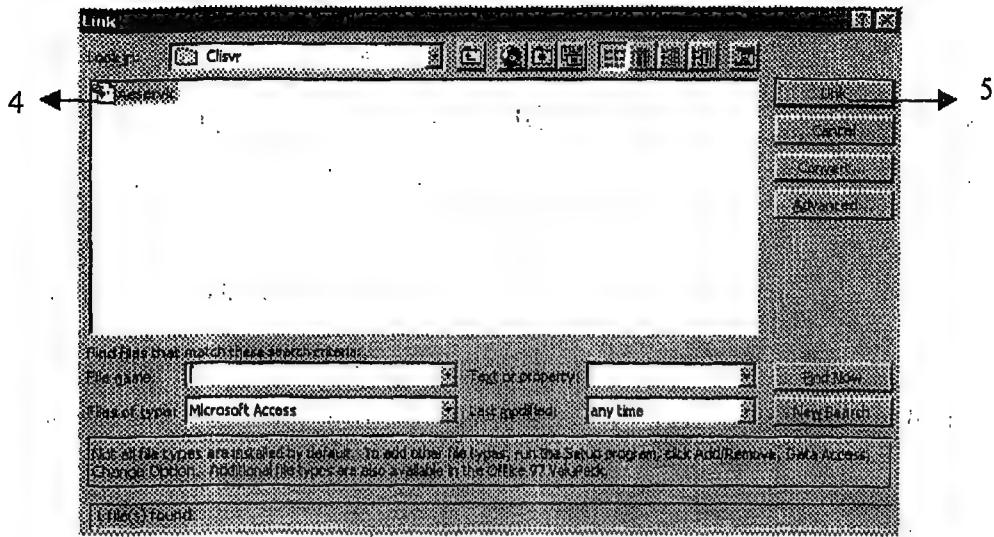 Link
Look in: Clisvr
4
5
Link
Cancel
Convert...
Advanced...
Find files that match these search criteria:
File name: Text or property: Find Now
Files of type: Microsoft Access Last modified: any time New Search
Not all file types are installed by default. To add other file types, run the Setup program, click Add/Remove, Data Access,
Change Option. Additional file types are also available in the Office 97 ValuPack.
1 file(s) found.